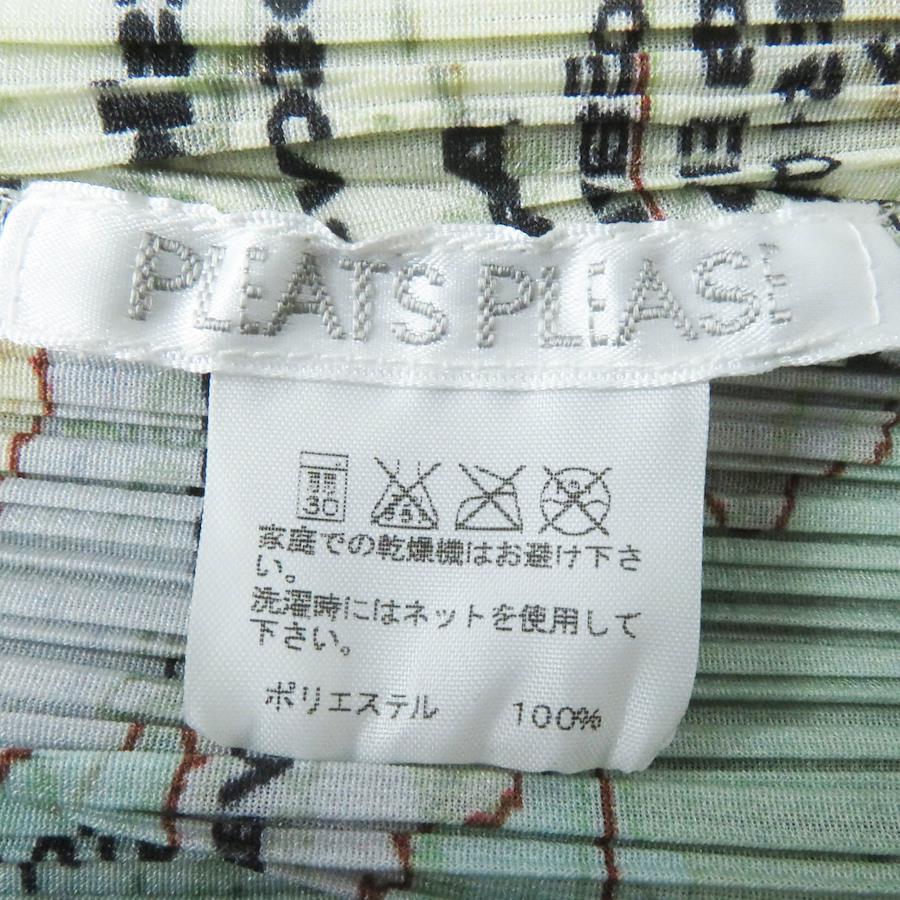 PLEATS PLEASE
弱
30
家庭での乾燥機はお避け下さ
い。
洗濯時にはネットを使用して
下さい。
ポリエステル 100%